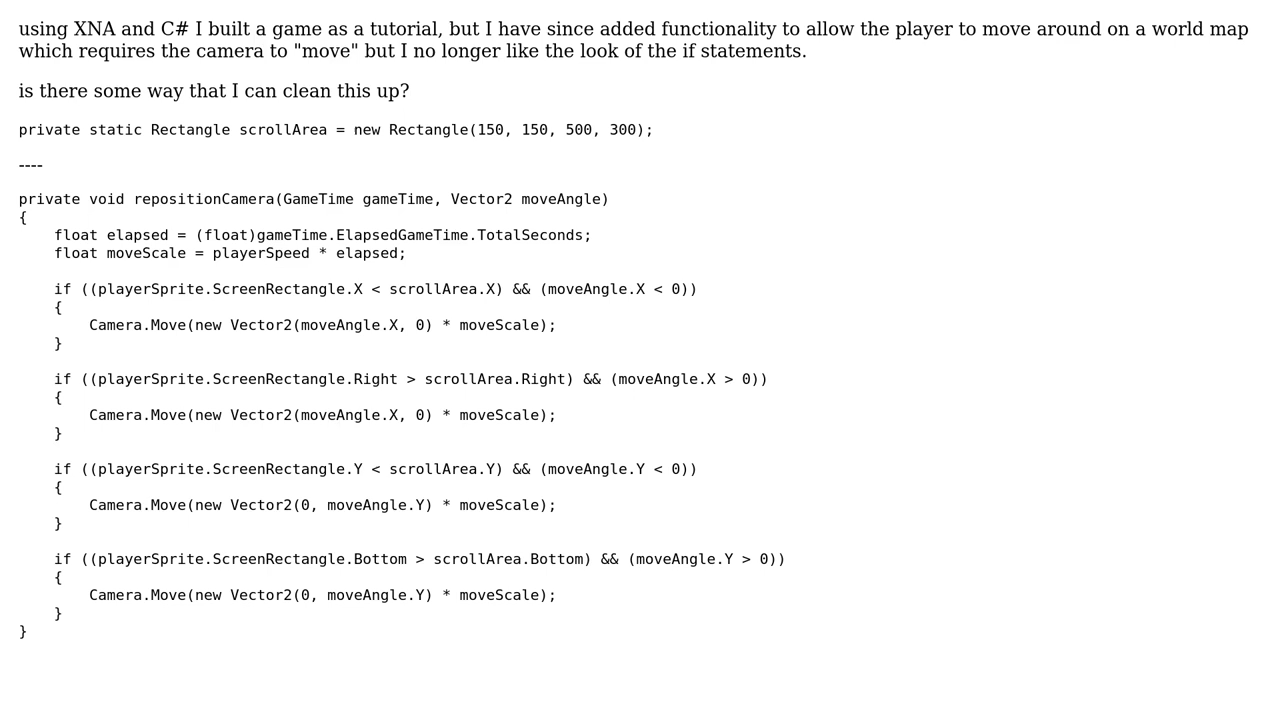 using XNA and C# I built a game as a tutorial, but I have since added functionality to allow the player to move around on a world map
which requires the camera to "move" but I no longer like the look of the if statements.
is there some way that I can clean this up?
private static Rectangle scrollArea = new Rectangle(150, 150, 500, 300);
----
private void repositionCamera(GameTime gameTime, Vector2 moveAngle)
{
    float elapsed = (float)gameTime.ElapsedGameTime.TotalSeconds;
    float moveScale = playerSpeed * elapsed;

    if ((playerSprite.ScreenRectangle.X < scrollArea.X) && (moveAngle.X < 0))
    {
        Camera.Move(new Vector2(moveAngle.X, 0) * moveScale);
    }

    if ((playerSprite.ScreenRectangle.Right > scrollArea.Right) && (moveAngle.X > 0))
    {
        Camera.Move(new Vector2(moveAngle.X, 0) * moveScale);
    }

    if ((playerSprite.ScreenRectangle.Y < scrollArea.Y) && (moveAngle.Y < 0))
    {
        Camera.Move(new Vector2(0, moveAngle.Y) * moveScale);
    }

    if ((playerSprite.ScreenRectangle.Bottom > scrollArea.Bottom) && (moveAngle.Y > 0))
    {
        Camera.Move(new Vector2(0, moveAngle.Y) * moveScale);
    }
}